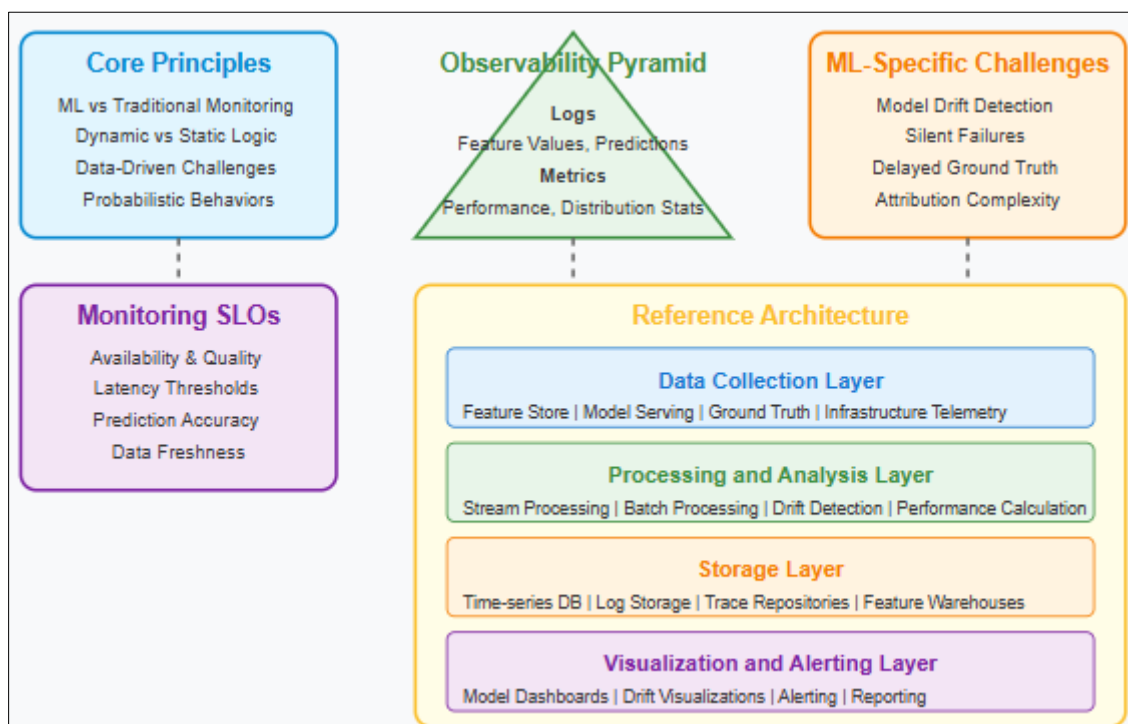 Core Principles
ML vs Traditional Monitoring
Dynamic vs Static Logic
Data-Driven Challenges
Probabilistic Behaviors
Observability Pyramid
Logs
Feature Values, Predictions
Metrics
Performance, Distribution Stats
ML-Specific Challenges
Model Drift Detection
Silent Failures
Delayed Ground Truth
Attribution Complexity
Monitoring SLOs
Availability & Quality
Latency Thresholds
Prediction Accuracy
Data Freshness
Reference Architecture
Data Collection Layer
Feature Store | Model Serving | Ground Truth | Infrastructure Telemetry
Processing and Analysis Layer
Stream Processing | Batch Processing | Drift Detection | Performance Calculation
Storage Layer
Time-series DB | Log Storage | Trace Repositories | Feature Warehouses
Visualization and Alerting Layer
Model Dashboards | Drift Visualizations | Alerting | Reporting